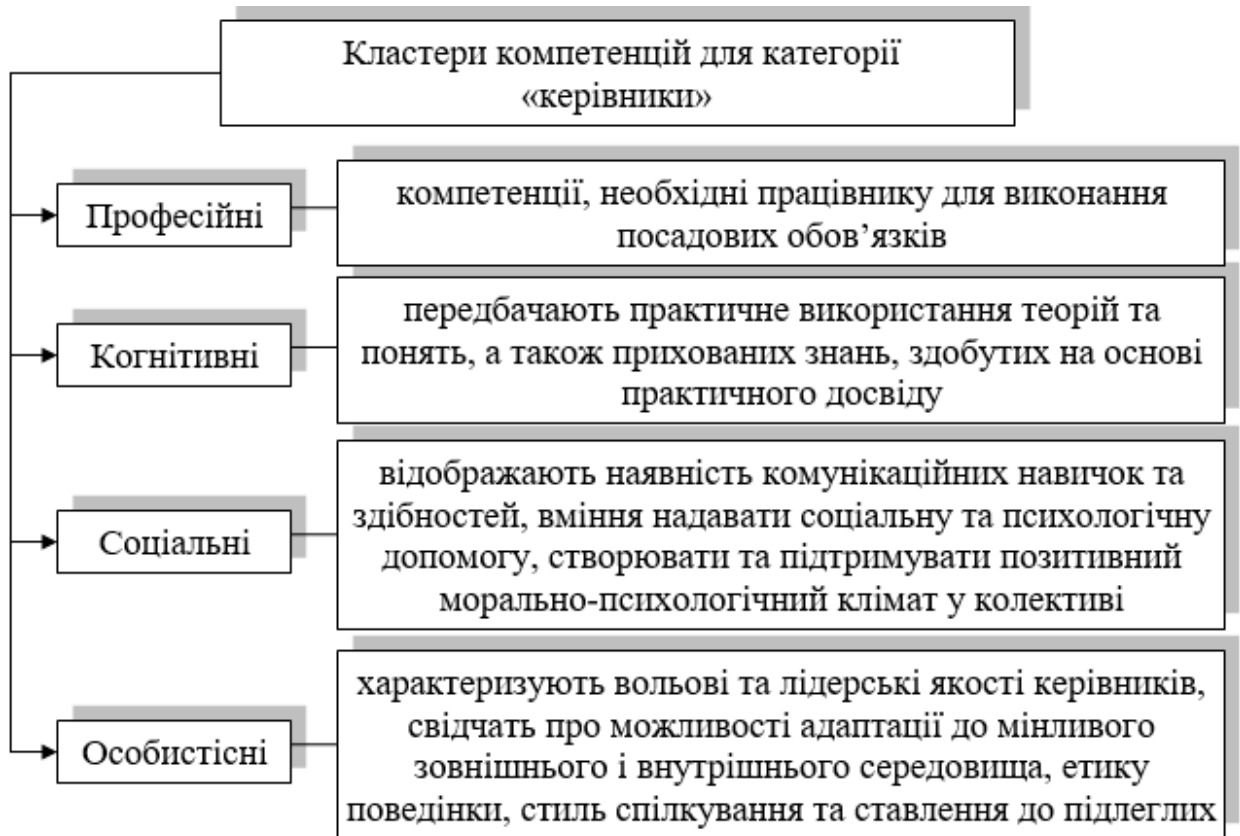 Кластери компетенцій для категорії
«керівники»
Професійні
компетенції, необхідні працівнику для виконання
посадових обов’язків
Когнітивні
передбачають практичне використання теорій та
понять, а також прихованих знань, здобутих на основі
практичного досвіду
Соціальні
відображають наявність комунікаційних навичок та
здібностей, вміння надавати соціальну та психологічну
допомогу, створювати та підтримувати позитивний
морально-психологічний клімат у колективі
Особистісні
характеризують вольові та лідерські якості керівників,
свідчать про можливості адаптації до мінливого
зовнішнього і внутрішнього середовища, етику
поведінки, стиль спілкування та ставлення до підлеглих